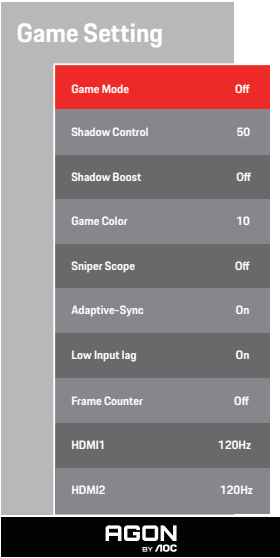 Game Setting
Game Mode Off
Shadow Control 50
Shadow Boost Off
Game Color 10
Sniper Scope Off
Adaptive-Sync On
Low Input lag On
Frame Counter Off
HDMI1 120Hz
HDMI2 120Hz
AGON
BY AOC